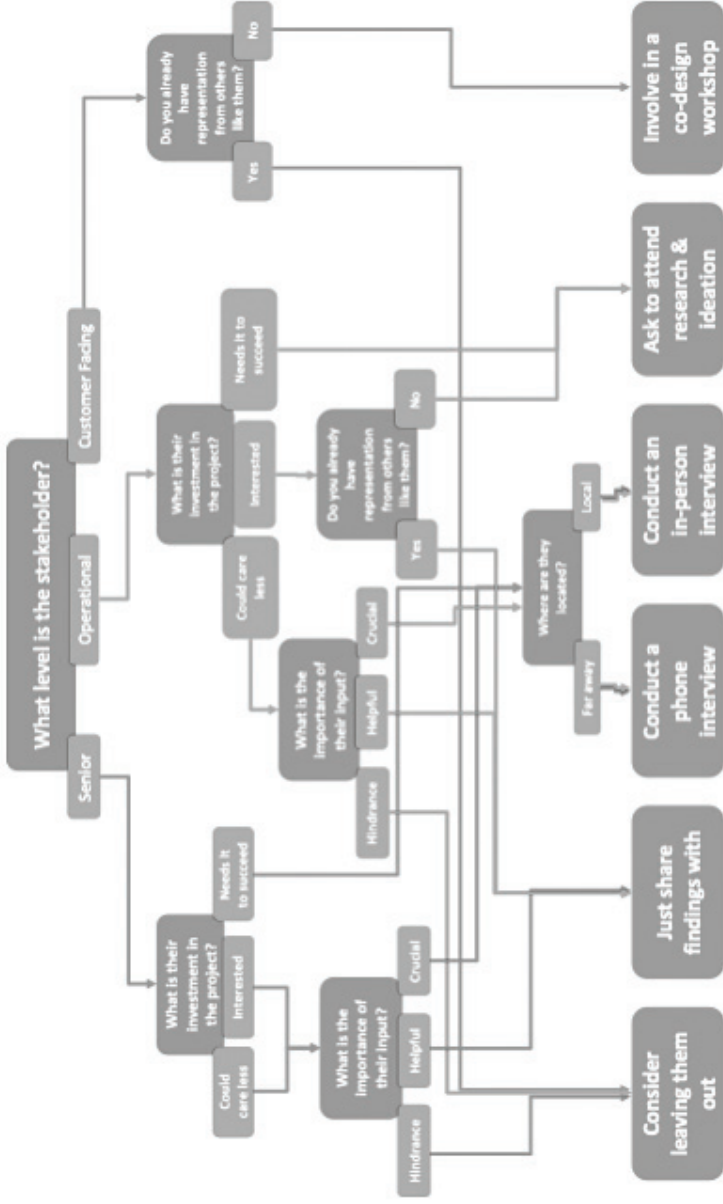 What level is the stakeholder?
Senior
Operational
Customer Facing
What is their
investment in
the project?
Could
care less
Interested
Needs it
to succeed
What is the
importance of
their input?
Hindrance
Helpful
Crucial
What is their
investment in
the project?
Could care
less
Interested
Needs it to
succeed
What is the
importance of
their input?
Hindrance
Helpful
Crucial
Do you already
have
representation
from others
like them?
Yes
No
Do you already
have
representation
from others
like them?
Yes
No
Where are they
located?
Far away
Local
Consider
leaving them
out
Just share
findings with
Conduct a
phone
interview
Conduct an
in-person
interview
Ask to attend
research &
ideation
Involve in a
co-design
workshop